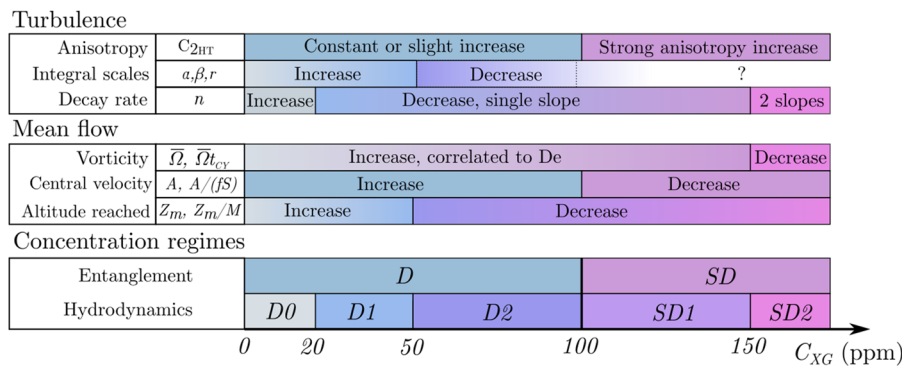 Turbulence
Anisotropy C2HT Constant or slight increase Strong anisotropy increase
Integral scales a,β,r Increase Decrease ?
Decay rate n Increase Decrease, single slope 2 slopes
Mean flow
Vorticity Ω̅, Ω̅tCY Increase, correlated to De Decrease
Central velocity A, A/(fS) Increase Decrease
Altitude reached Zm, Zm/M Increase Decrease
Concentration regimes
Entanglement D SD
Hydrodynamics D0 D1 D2 SD1 SD2
0 20 50 100 150 CXG (ppm)